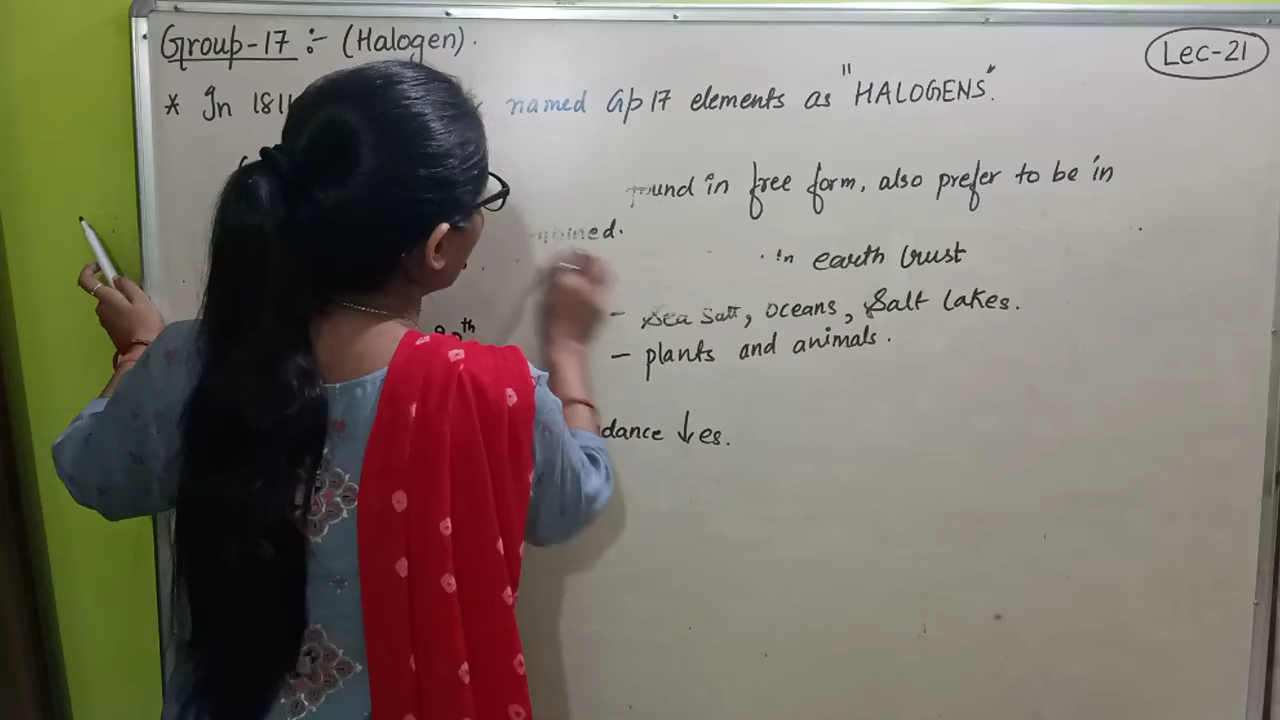 Group-17 :- (Halogen).
Lec-21
* In 1811 named Gp 17 elements as "HALOGENS".
found in free form, also prefer to be in
combined.
in earth crust
- Sea Salt, oceans, Salt lakes.
th
- plants and animals.
dance ↓es.